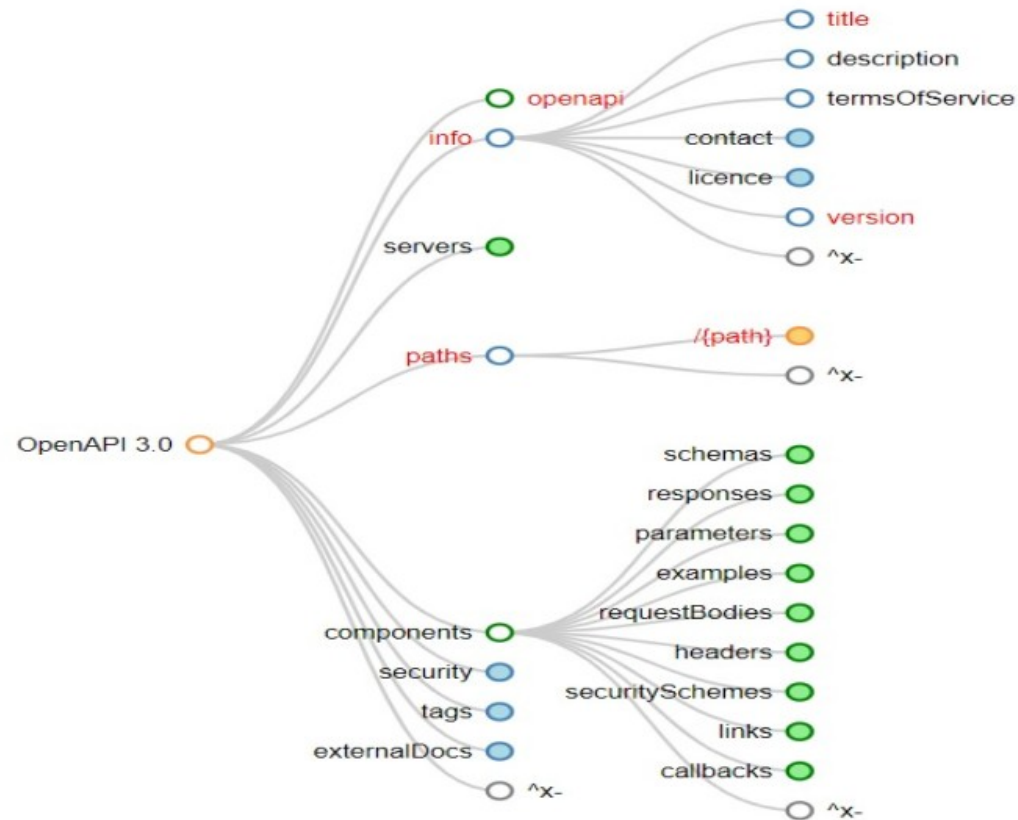 OpenAPI 3.0
openapi
info
title
description
termsOfService
contact
licence
version
^x-
servers
paths
/{path}
^x-
components
schemas
responses
parameters
examples
requestBodies
headers
securitySchemes
links
callbacks
^x-
security
tags
externalDocs
^x-